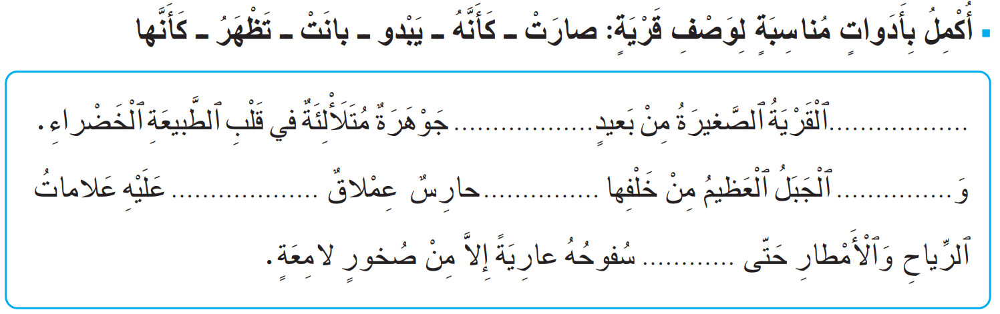 ▪ أُكْمِلُ بِأَدَواتٍ مُناسِبَةٍ لِوَصْفِ قَرْيَةٍ: صارَتْ ـ كَأَنَّهُ ـ يَبْدو ـ بانَتْ ـ تَظْهَرُ ـ كَأَنَّها
..................ٱلْقَرْيَةُ ٱلصَّغيرَةُ مِنْ بَعيدٍ.................. جَوْهَرَةٌ مُتَلَأْلِئَةٌ في قَلْبِ ٱلطَّبيعَةِ ٱلْخَضْراءِ.
وَ............... ٱلْجَبَلُ ٱلْعَظيمُ مِنْ خَلْفِها ...............حارِسٌ عِمْلاقٌ ................... عَلَيْهِ عَلاماتُ
ٱلرِّياحِ وَٱلْأَمْطارِ حَتّى ............ سُفوحُهُ عارِيَةً إِلاَّ مِنْ صُخورٍ لامِعَةٍ.